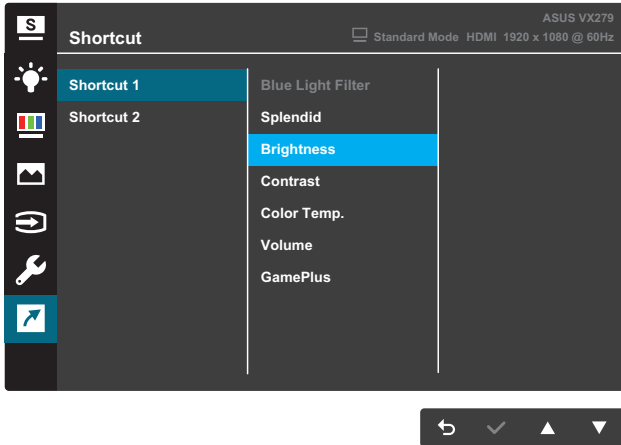 S
ASUS VX279
Shortcut
Standard Mode HDMI 1920 x 1080 @ 60Hz
Shortcut 1
Blue Light Filter
Shortcut 2
Splendid
Brightness
Contrast
Color Temp.
Volume
GamePlus